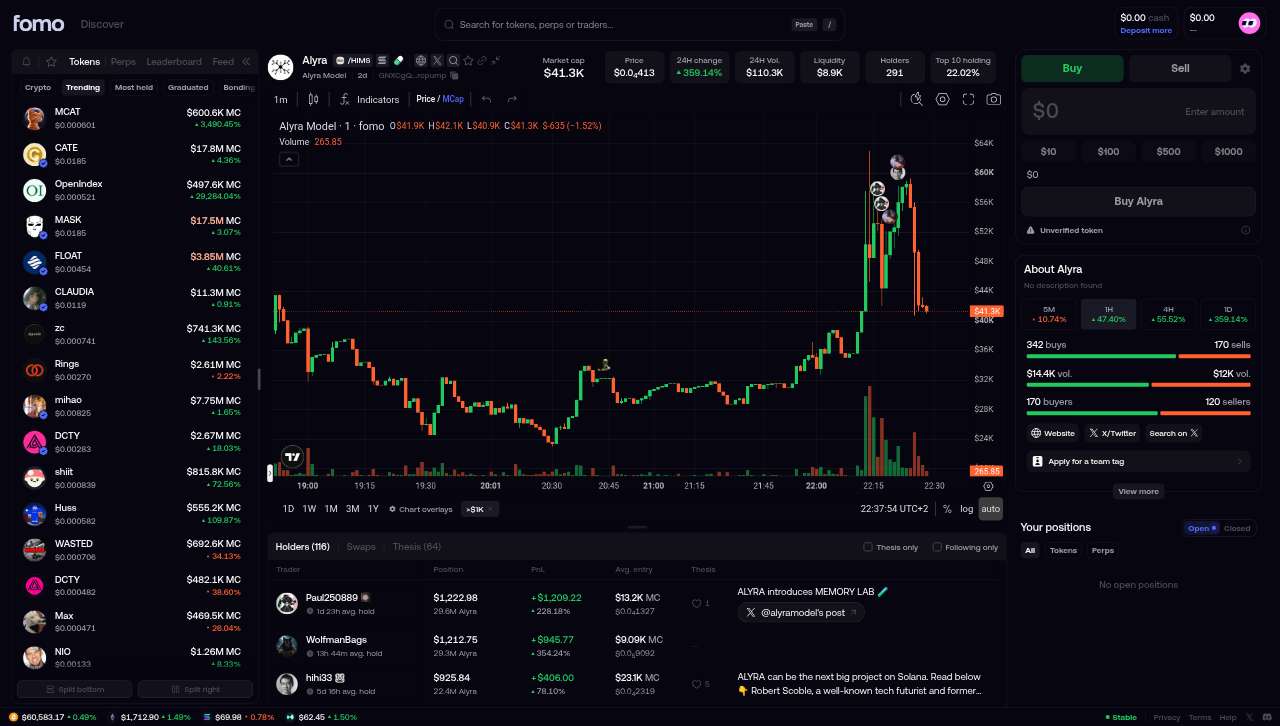 fomo
Discover
Search for tokens, perps or traders...
Paste
/
$0.00 cash
Deposit more
$0.00
—
Tokens Perps Leaderboard Feed
Crypto Trending Most held Graduated Bonding
MCAT $600.6K MC
$0.000601 3,490.45%
CATE $17.8M MC
$0.0185 4.36%
OpenIndex $497.6K MC
$0.000521 29,284.04%
MASK $17.5M MC
$0.0185 3.07%
FLOAT $3.85M MC
$0.00454 40.61%
CLAUDIA $11.3M MC
$0.0119 0.91%
zc $741.3K MC
$0.000741 143.56%
Rings $2.61M MC
$0.00270 2.22%
mihao $7.75M MC
$0.00825 1.65%
DCTY $2.67M MC
$0.00283 18.03%
shiit $815.8K MC
$0.000839 72.56%
Huss $555.2K MC
$0.000582 109.87%
WASTED $692.6K MC
$0.000706 34.13%
DCTY $482.1K MC
$0.000482 38.60%
Max $469.5K MC
$0.000471 26.04%
NIO $1.26M MC
$0.00133 8.33%
Split bottom Split right
Alyra /HIMS
Alyra Model 2d
Market cap
$41.3K
Price
$0.0₄413
24H change
359.14%
24H Vol.
$110.3K
Liquidity
$8.9K
Holders
291
Top 10 holding
22.02%
1m Indicators Price / MCap
Alyra Model · 1 · fomo O$41.9K H$42.1K L$40.9K C$41.3K $-635 (−1.52%)
Volume 265.85
$64K
$60K
$56K
$52K
$48K
$44K
$41.3K
$40K
$36K
$32K
$28K
$24K
265.85
19:00 19:15 19:30 20:01 20:30 20:45 21:00 21:15 21:45 22:00 22:15 22:30
1D 1W 1M 3M 1Y Chart overlays >$1K
22:37:54 UTC+2 % log auto
Holders (116) Swaps Thesis (64)
Thesis only Following only
Trader Position PnL Avg. entry Thesis
Paul250889 $1,222.98 +$1,209.22 $13.2K MC 1
1d 23h avg. hold 29.6M Alyra 228.18% $0.0₄1327
ALYRA introduces MEMORY LAB 🧪
@alyramodel's post
WolfmanBags $1,212.75 +$945.77 $9.09K MC
13h 44m avg. hold 29.3M Alyra 354.24% $0.0₅9092
hihi33 $925.84 +$406.00 $23.1K MC 5
5d 16h avg. hold 22.4M Alyra 78.10% $0.0₄2319
ALYRA can be the next big project on Solana. Read below
👇 Robert Scoble, a well-known tech futurist and former...
Buy Sell
$0 Enter amount
$10 $100 $500 $1000
$0
Buy Alyra
Unverified token
About Alyra
No description found
5M 1H 4H 1D
10.74% 47.40% 55.52% 359.14%
342 buys 170 sells
$14.4K vol. $12K vol.
170 buyers 120 sellers
Website X/Twitter Search on X
Apply for a team tag
View more
Your positions
Open Closed
All Tokens Perps
No open positions
$60,583.17 0.49% $1,712.90 1.49% $69.98 0.78% $62.45 1.50%
Stable Privacy Terms Help